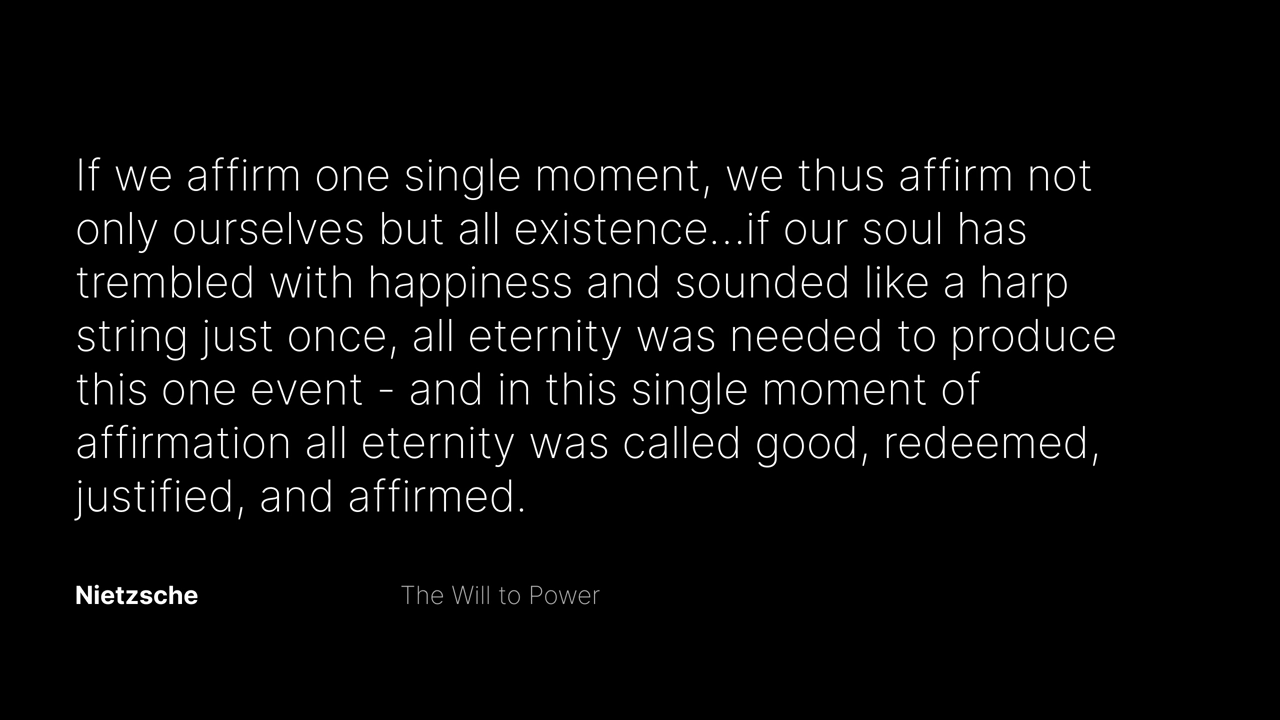 If we affirm one single moment, we thus affirm not
only ourselves but all existence...if our soul has
trembled with happiness and sounded like a harp
string just once, all eternity was needed to produce
this one event - and in this single moment of
affirmation all eternity was called good, redeemed,
justified, and affirmed.
Nietzsche The Will to Power